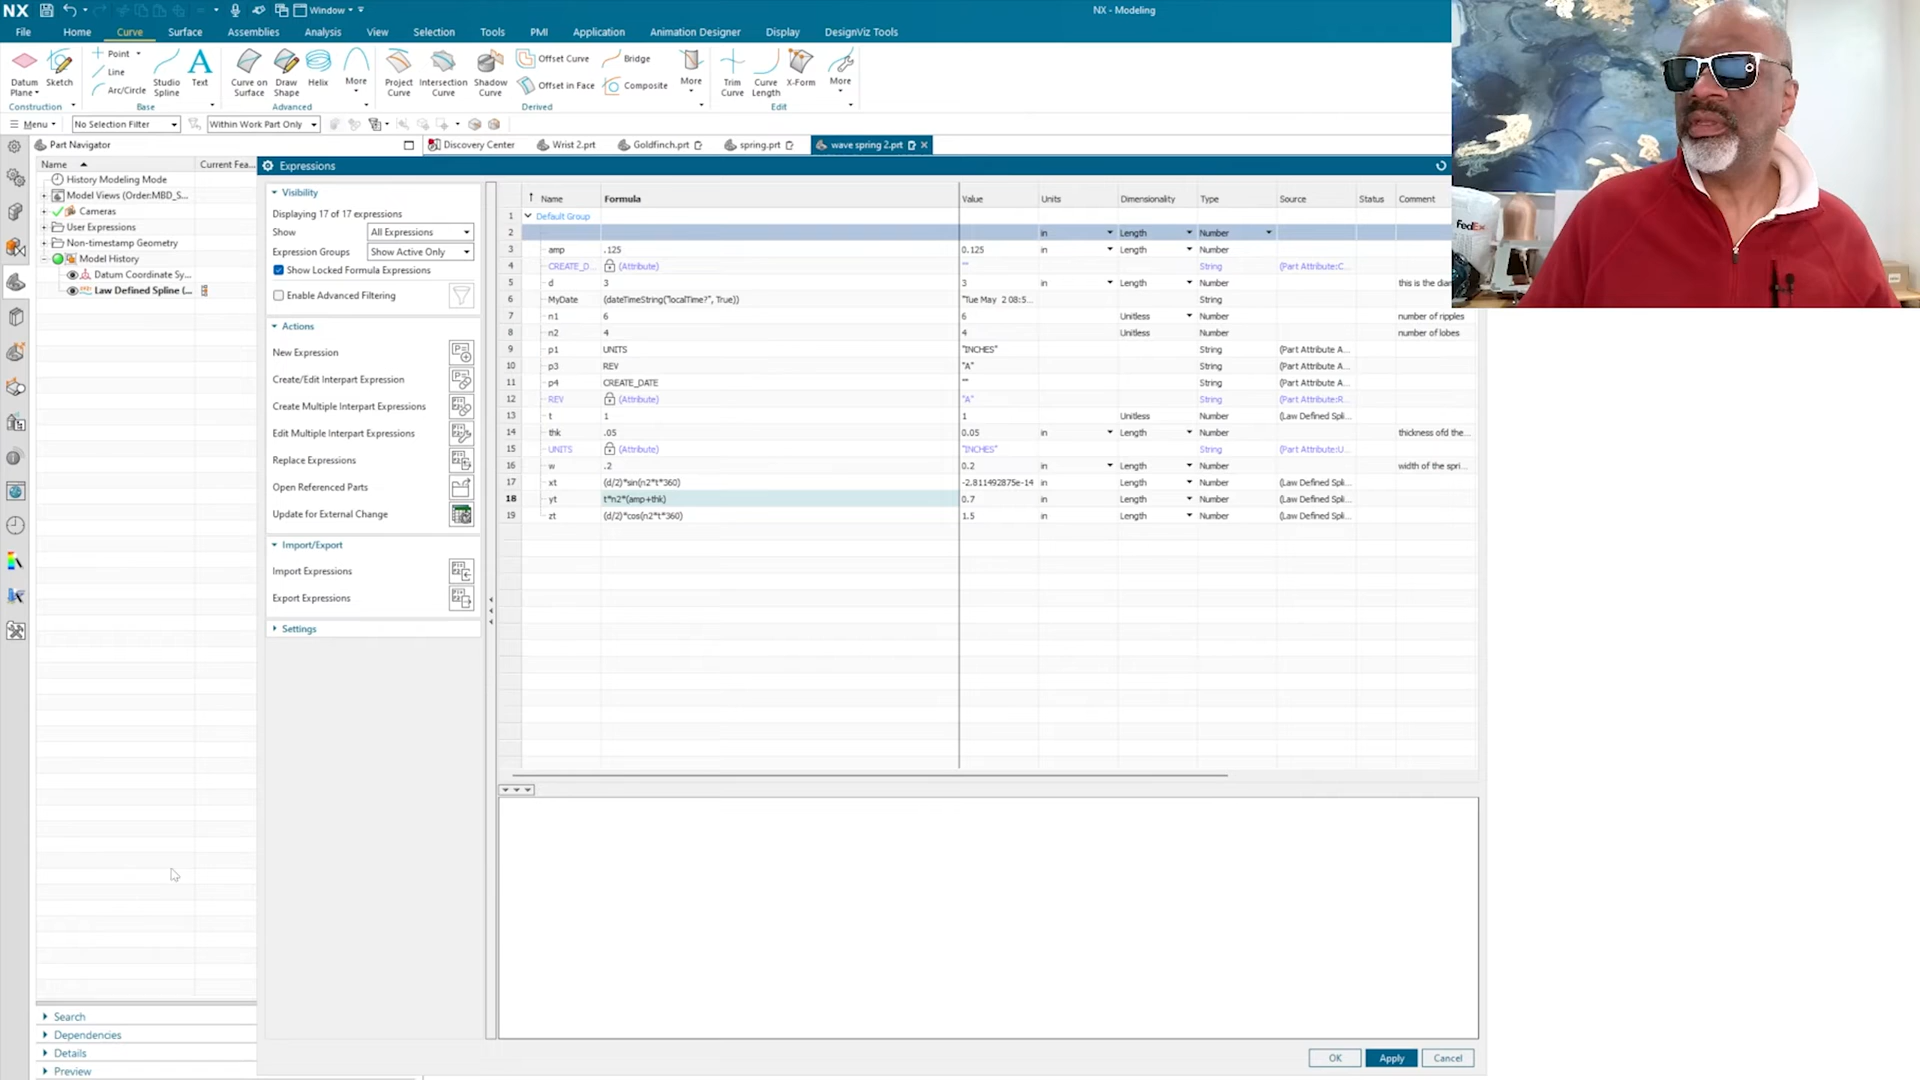 NX
Window
NX - Modeling
File Home Curve Surface Assemblies Analysis View Selection Tools PMI Application Animation Designer Display DesignViz Tools
Datum Plane
Sketch
Point
Line
Arc/Circle
Studio Spline
Text
Curve on Surface
Draw Shape
Helix
More
Project Curve
Intersection Curve
Shadow Curve
Offset Curve
Offset in Face
Bridge
Composite
More
Trim Curve
Curve Length
X-Form
More
Construction Base Advanced Derived Edit
Menu No Selection Filter Within Work Part Only
Part Navigator
Discovery Center Wrist 2.prt Goldfinch.prt spring.prt wave spring 2.prt
Name Current Fea...
History Modeling Mode
Model Views (Order:MBD_S...
Cameras
User Expressions
Non-timestamp Geometry
Model History
Datum Coordinate Sy...
Law Defined Spline (...
Search
Dependencies
Details
Preview
Expressions
Visibility
Displaying 17 of 17 expressions
Show All Expressions
Expression Groups Show Active Only
Show Locked Formula Expressions
Enable Advanced Filtering
Actions
New Expression
Create/Edit Interpart Expression
Create Multiple Interpart Expressions
Edit Multiple Interpart Expressions
Replace Expressions
Open Referenced Parts
Update for External Change
Import/Export
Import Expressions
Export Expressions
Settings
Name Formula Value Units Dimensionality Type Source Status Comment
1 Default Group
2 in Length Number
3 amp .125 0.125 in Length Number
4 CREATE_D... (Attribute) "" String (Part Attribute:C...
5 d 3 3 in Length Number this is the diar
6 MyDate (dateTimeString("localTime?", True)) "Tue May 2 08:5... String
7 n1 6 6 Unitless Number number of ripples
8 n2 4 4 Unitless Number number of lobes
9 p1 UNITS "INCHES" String (Part Attribute A...
10 p3 REV "A" String (Part Attribute A...
11 p4 CREATE_DATE "" String (Part Attribute A...
12 REV (Attribute) "A" String (Part Attribute:R...
13 t 1 1 Unitless Number (Law Defined Spli...
14 thk .05 0.05 in Length Number thickness ofd the...
15 UNITS (Attribute) "INCHES" String (Part Attribute:U...
16 w .2 0.2 in Length Number width of the spri...
17 xt (d/2)*sin(n2*t*360) -2.811492875e-14 in Length Number (Law Defined Spli...
18 yt t*n2*(amp+thk) 0.7 in Length Number (Law Defined Spli...
19 zt (d/2)*cos(n2*t*360) 1.5 in Length Number (Law Defined Spli...
OK Apply Cancel
FedEx